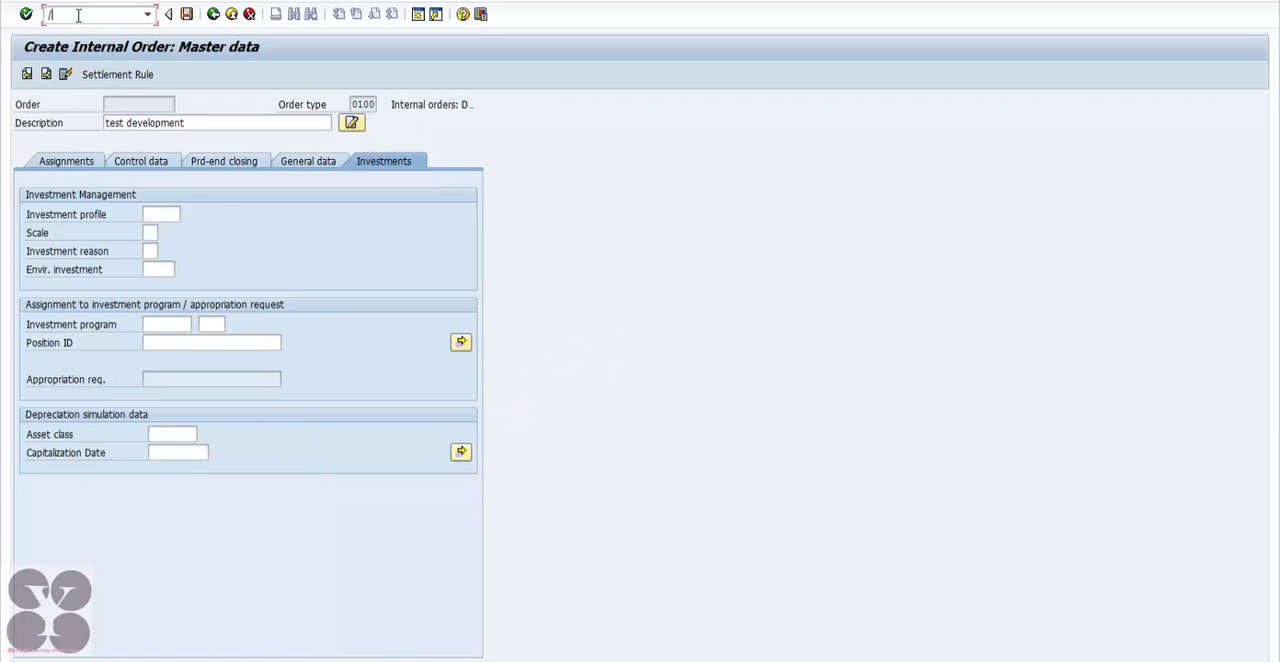 /
Create Internal Order: Master data
Settlement Rule
Order Order type 0100 Internal orders: D..
Description test development
Assignments Control data Prd-end closing General data Investments
Investment Management
Investment profile
Scale
Investment reason
Envir. investment
Assignment to investment program / appropriation request
Investment program
Position ID
Appropriation req.
Depreciation simulation data
Asset class
Capitalization Date